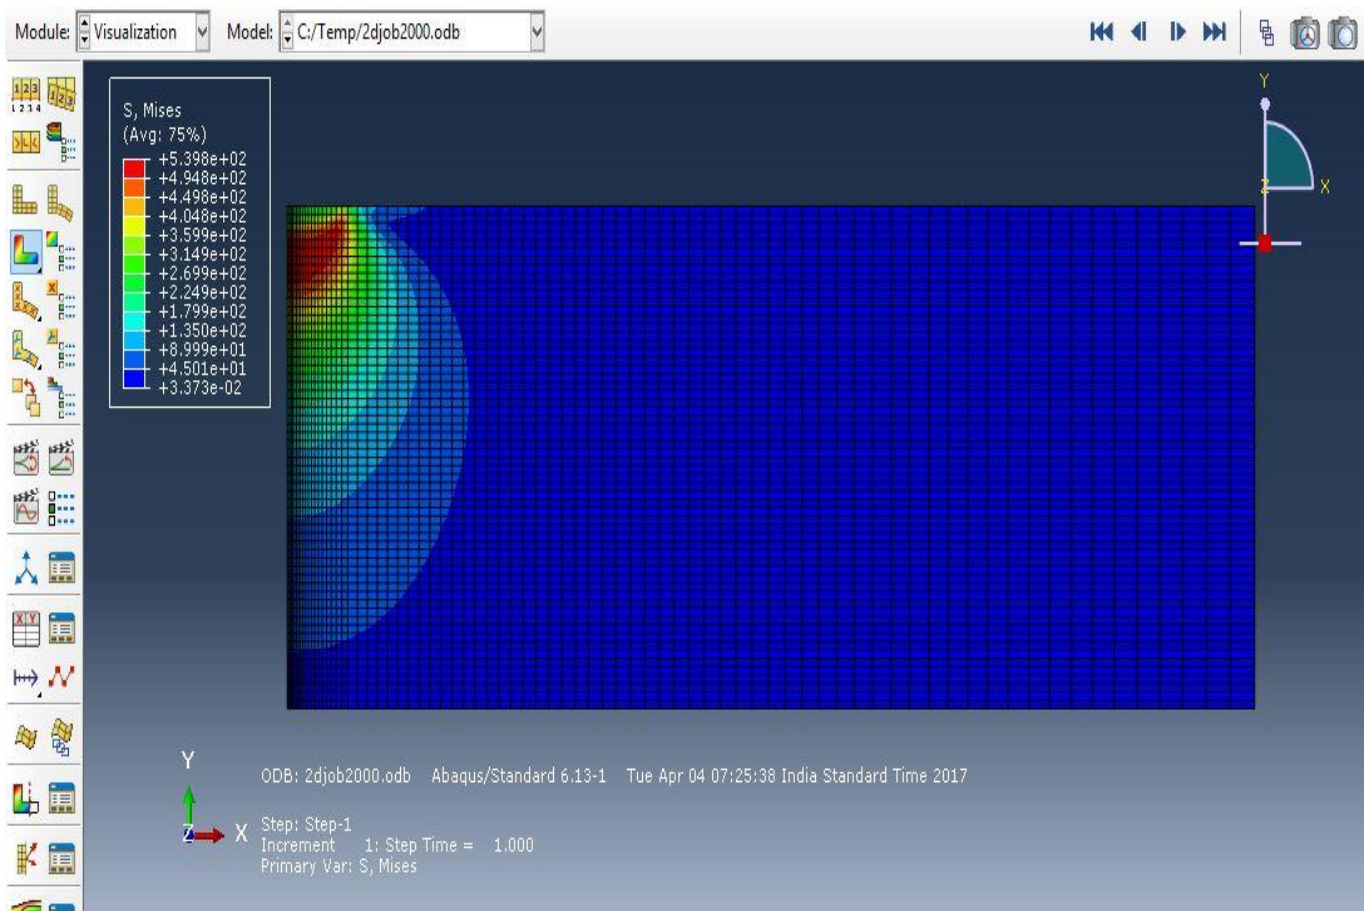 Module: Visualization Model: C:/Temp/2djob2000.odb
S, Mises
(Avg: 75%)
+5.398e+02
+4.948e+02
+4.498e+02
+4.048e+02
+3.599e+02
+3.149e+02
+2.699e+02
+2.249e+02
+1.799e+02
+1.350e+02
+8.999e+01
+4.501e+01
+3.373e-02
Y
Z X
Y
Z X
ODB: 2djob2000.odb Abaqus/Standard 6.13-1 Tue Apr 04 07:25:38 India Standard Time 2017
Step: Step-1
Increment 1: Step Time = 1.000
Primary Var: S, Mises